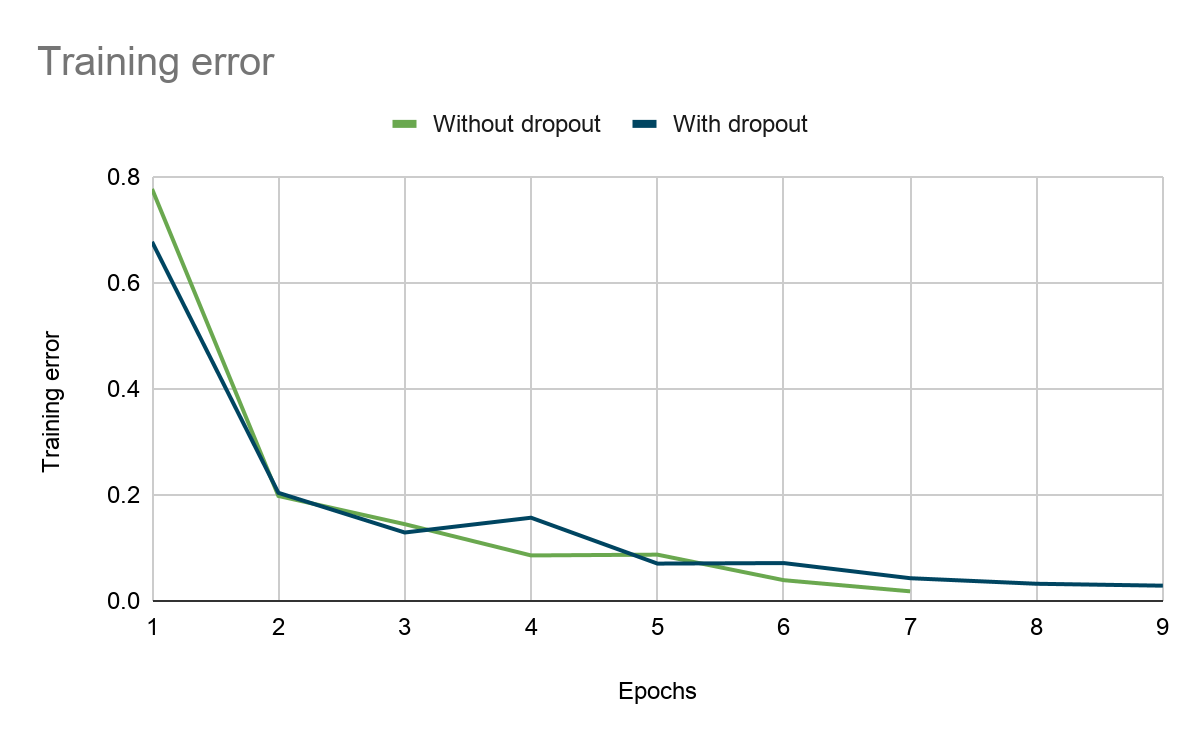 Training error
Without dropout With dropout
0.8
0.6
0.4
0.2
0.0
Training error
1 2 3 4 5 6 7 8 9
Epochs